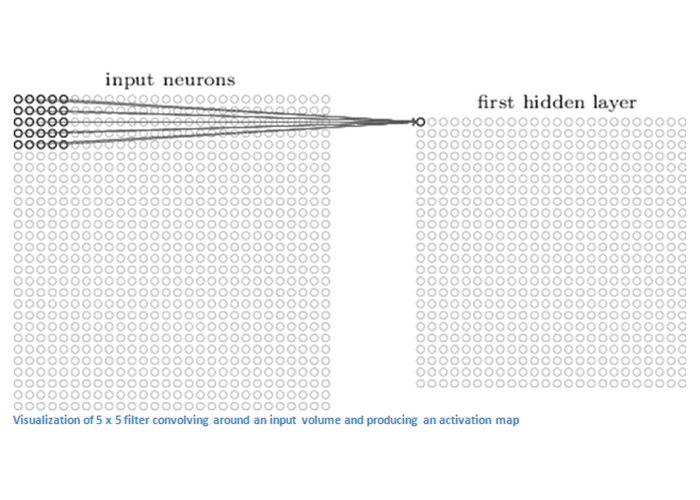 input neurons
first hidden layer
Visualization of 5 x 5 filter convolving around an input volume and producing an activation map